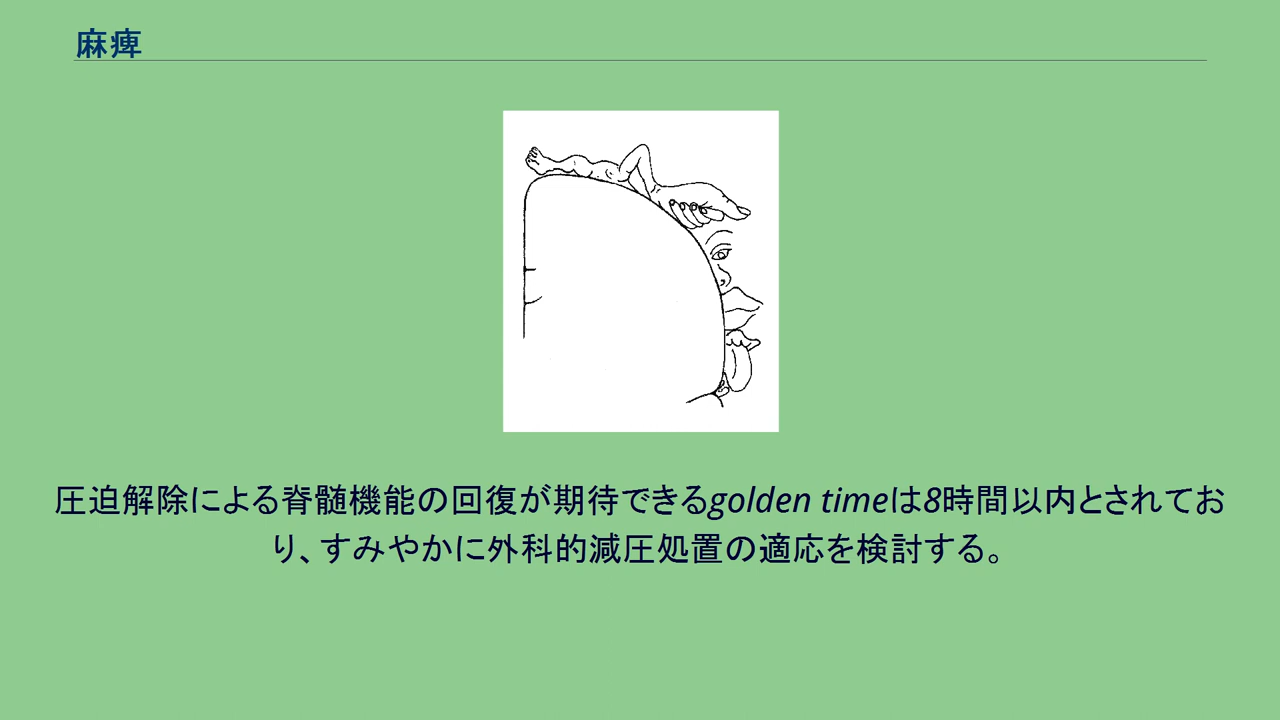 麻痺
圧迫解除による脊髄機能の回復が期待できるgolden timeは8時間以内とされてお
り、すみやかに外科的減圧処置の適応を検討する。